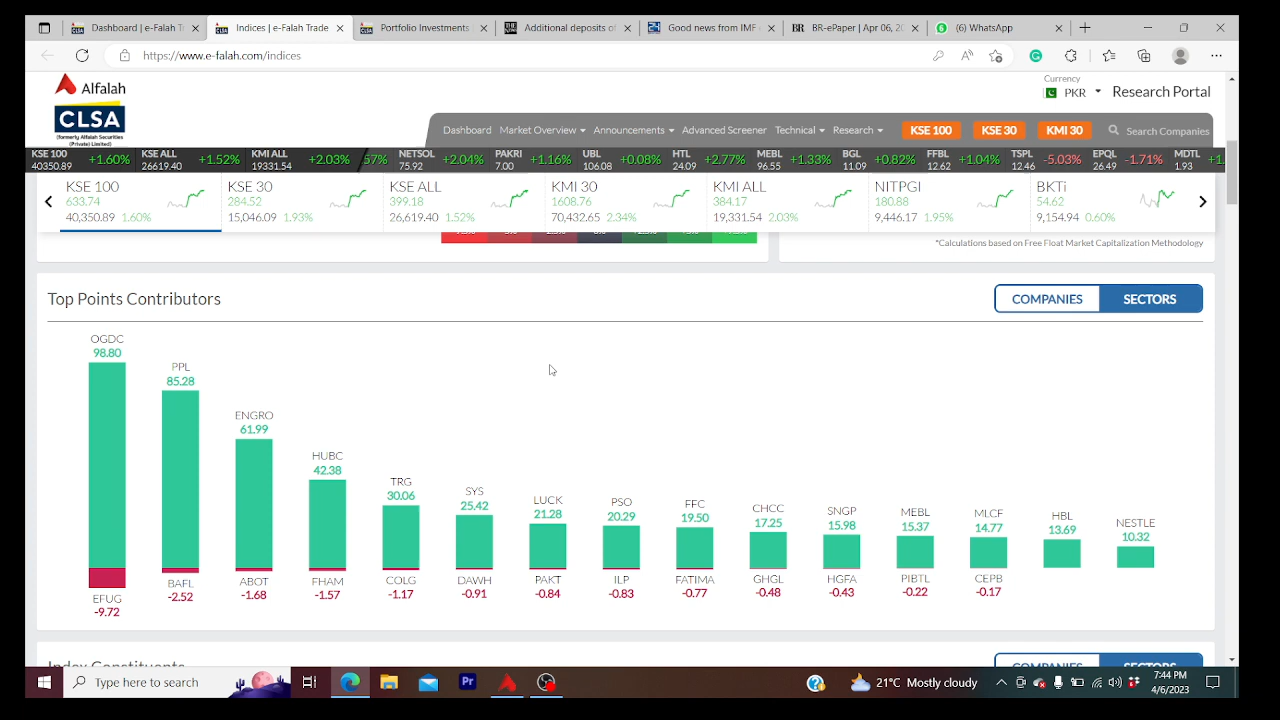 Dashboard | e-Falah Ti
Indices | e-Falah Trade
Portfolio Investments
Additional deposits of
Good news from IMF
BR-ePaper | Apr 06, 20
(6) WhatsApp
https://www.e-falah.com/indices
Alfalah
CLSA
(formerly Alfalah Securities
(Private) Limited)
Currency
PKR
Research Portal
Dashboard Market Overview Announcements Advanced Screener Technical Research KSE 100 KSE 30 KMI 30 Search Companies
KSE 100 40350.89 +1.60%
KSE ALL 26619.40 +1.52%
KMI ALL 19331.54 +2.03%
57%
NETSOL 75.92 +2.04%
PAKRI 7.00 +1.16%
UBL 106.08 +0.08%
HTL 24.09 +2.77%
MEBL 96.55 +1.33%
BGL 11.09 +0.82%
FFBL 12.62 +1.04%
TSPL 12.46 -5.03%
EPQL 26.49 -1.71%
MDTL 1.93 +1.
KSE 100
633.74
40,350.89 1.60%
KSE 30
284.52
15,046.09 1.93%
KSE ALL
399.18
26,619.40 1.52%
KMI 30
1608.76
70,432.65 2.34%
KMI ALL
384.17
19,331.54 2.03%
NITPGI
180.88
9,446.17 1.95%
BKTi
54.62
9,154.94 0.60%
*Calculations based on Free Float Market Capitalization Methodology
Top Points Contributors
COMPANIES SECTORS
OGDC
98.80
PPL
85.28
ENGRO
61.99
HUBC
42.38
TRG
30.06
SYS
25.42
LUCK
21.28
PSO
20.29
FFC
19.50
CHCC
17.25
SNGP
15.98
MEBL
15.37
MLCF
14.77
HBL
13.69
NESTLE
10.32
EFUG
-9.72
BAFL
-2.52
ABOT
-1.68
FHAM
-1.57
COLG
-1.17
DAWH
-0.91
PAKT
-0.84
ILP
-0.83
FATIMA
-0.77
GHGL
-0.48
HGFA
-0.43
PIBTL
-0.22
CEPB
-0.17
Index Constituents
COMPANIES SECTORS
Type here to search
Pr
21°C Mostly cloudy
7:44 PM
4/6/2023